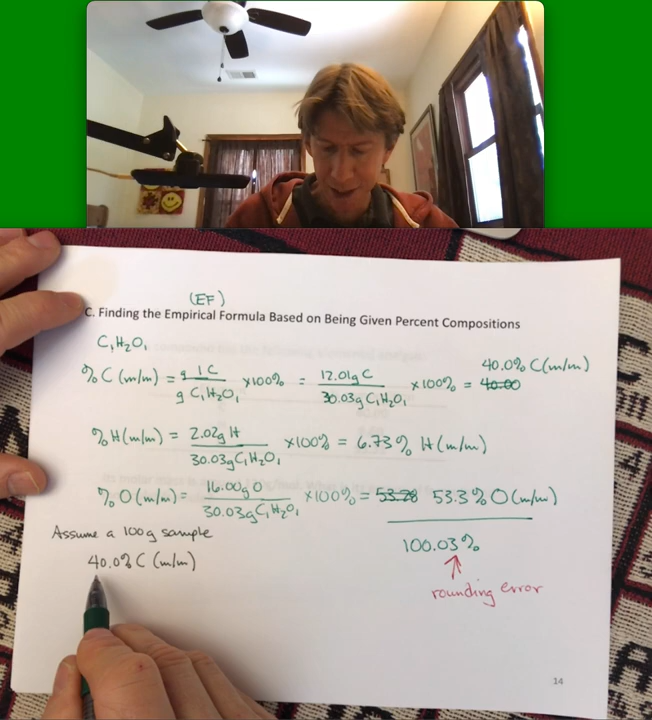 (EF)
C. Finding the Empirical Formula Based on Being Given Percent Compositions
C₁H₂O₁
%C (m/m) = g 1 C / g C₁H₂O₁ ×100% = 12.01g C / 30.03g C₁H₂O₁ ×100% = 40.00 40.0% C(m/m)
%H(m/m) = 2.02g H / 30.03g C₁H₂O₁ ×100% = 6.73% H(m/m)
%O(m/m) = 16.00g O / 30.03g C₁H₂O₁ ×100% = 53.28 53.3% O(m/m)
Assume a 100g sample
100.03%
40.0% C (m/m)
rounding error
14